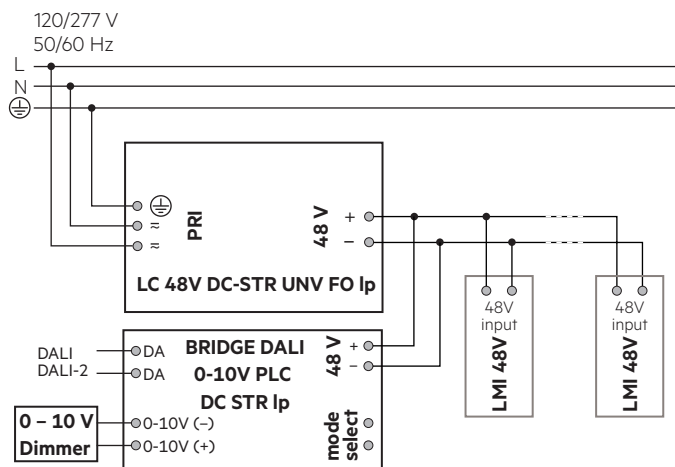 120/277 V
50/60 Hz
L
N
PRI
≈
≈
48 V
+
−
LC 48V DC-STR UNV FO lp
48V
input
LMI 48V
48V
input
LMI 48V
DALI
DALI-2
DA
DA
BRIDGE DALI
0-10V PLC
DC STR lp
48 V
+
−
0 – 10 V
Dimmer
0-10V (−)
0-10V (+)
mode
select